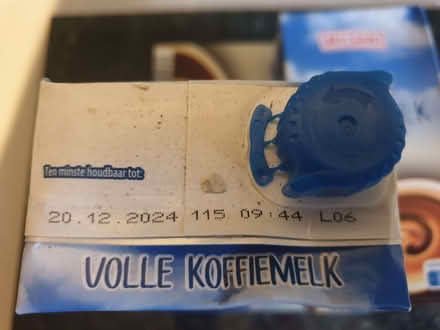 Ten minste houdbaar tot:
20.12.2024 115 09:44 L06
VOLLE KOFFIEMELK